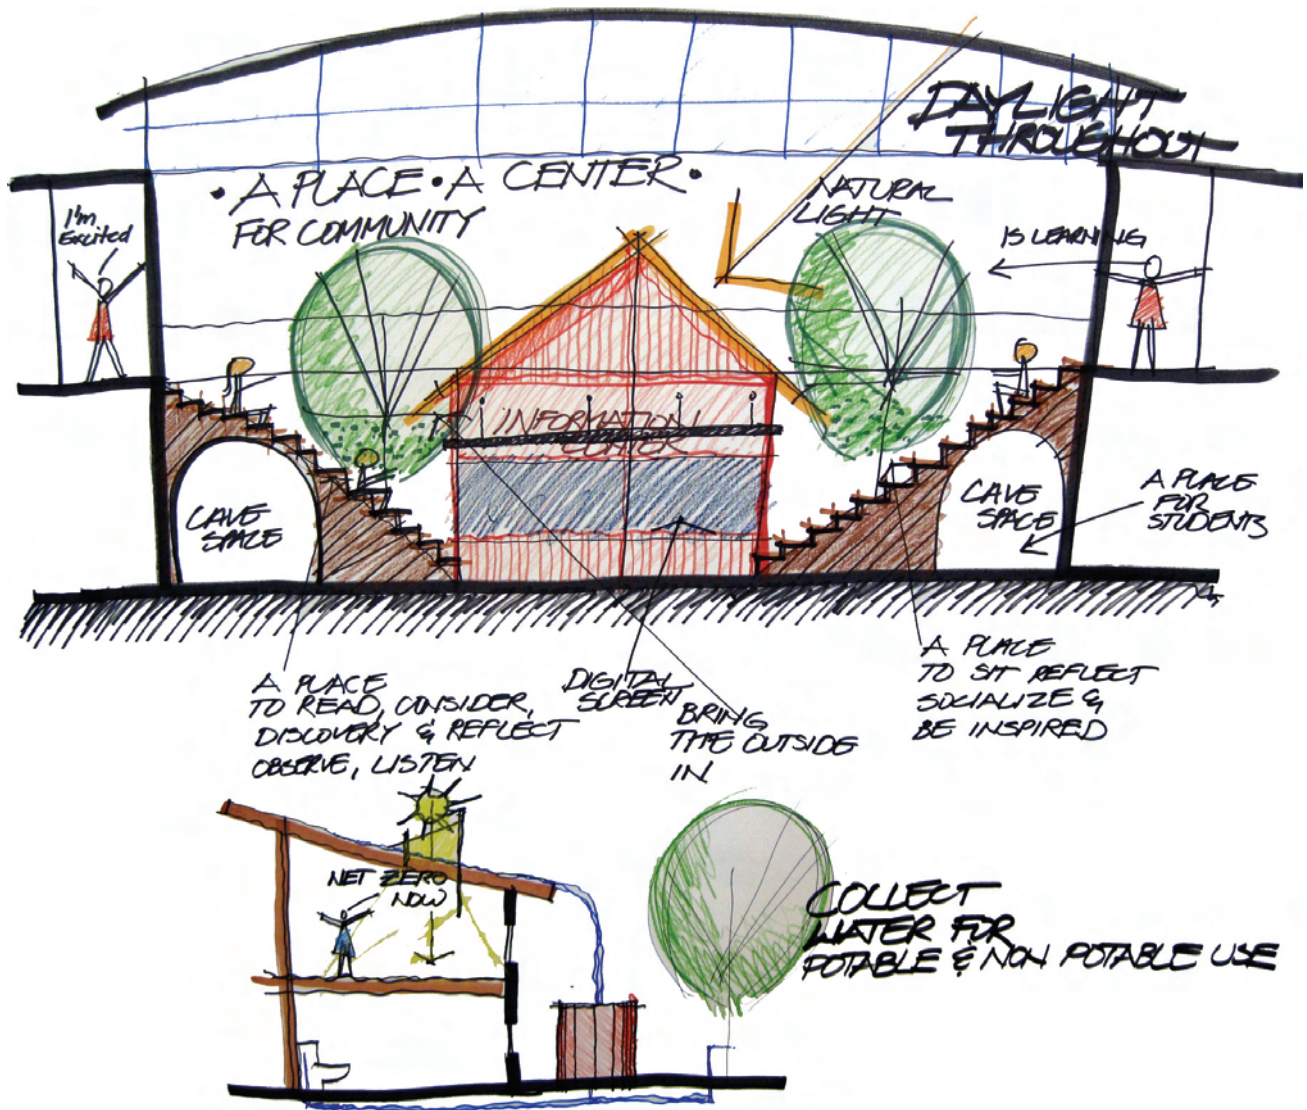 DAYLIGHT
THROUGHOUT
• A PLACE • A CENTER •
FOR COMMUNITY
NATURAL
LIGHT
I'm
Excited
IS LEARNING
INFORMATION
CENTER
CAVE
SPACE
CAVE
SPACE
A PLACE
FOR
STUDENTS
A PLACE
TO READ, CONSIDER,
DISCOVERY & REFLECT
OBSERVE, LISTEN
DIGITAL
SCREEN
BRING
THE OUTSIDE
IN
A PLACE
TO SIT REFLECT
SOCIALIZE &
BE INSPIRED
NET ZERO
NOW
COLLECT
WATER FOR
POTABLE & NON POTABLE USE